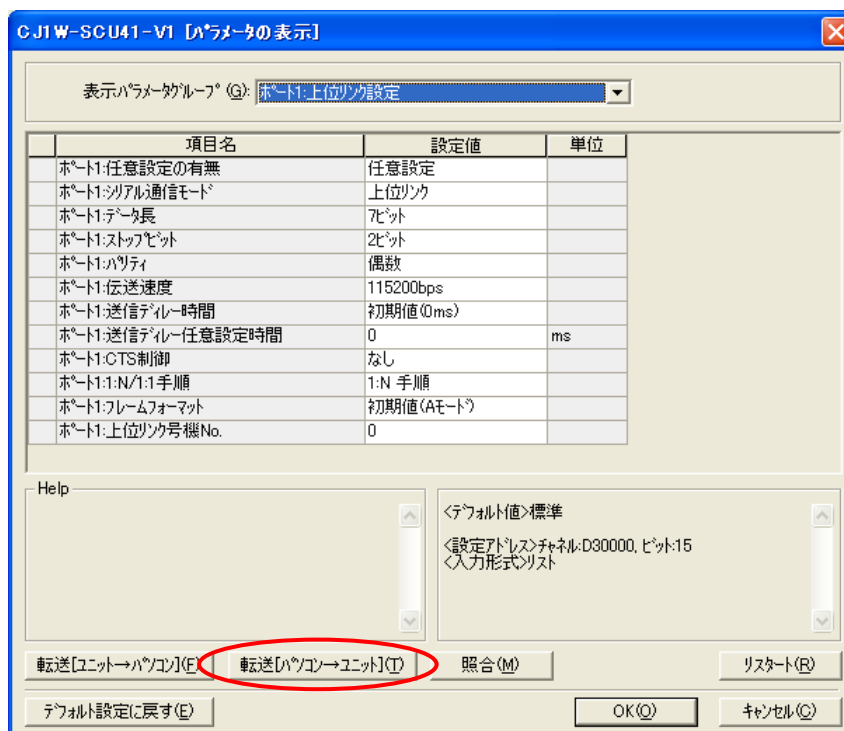 CJ1W-SCU41-V1 [ﾊﾟﾗﾒｰﾀの表示]
表示ﾊﾟﾗﾒｰﾀｸﾞﾙｰﾌﾟ(G): ﾎﾟｰﾄ1:上位ﾘﾝｸ設定
項目名 設定値 単位
ﾎﾟｰﾄ1:任意設定の有無 任意設定
ﾎﾟｰﾄ1:ｼﾘｱﾙ通信ﾓｰﾄﾞ 上位ﾘﾝｸ
ﾎﾟｰﾄ1:ﾃﾞｰﾀ長 7ﾋﾞｯﾄ
ﾎﾟｰﾄ1:ｽﾄｯﾌﾟﾋﾞｯﾄ 2ﾋﾞｯﾄ
ﾎﾟｰﾄ1:ﾊﾟﾘﾃｨ 偶数
ﾎﾟｰﾄ1:伝送速度 115200bps
ﾎﾟｰﾄ1:送信ﾃﾞｨﾚｰ時間 初期値(0ms)
ﾎﾟｰﾄ1:送信ﾃﾞｨﾚｰ任意設定時間 0 ms
ﾎﾟｰﾄ1:CTS制御 なし
ﾎﾟｰﾄ1:1:N/1:1手順 1:N 手順
ﾎﾟｰﾄ1:ﾌﾚｰﾑﾌｫｰﾏｯﾄ 初期値(Aﾓｰﾄﾞ)
ﾎﾟｰﾄ1:上位ﾘﾝｸ号機No. 0
Help
<ﾃﾞﾌｫﾙﾄ値>標準
<設定ｱﾄﾞﾚｽ>ﾁｬﾈﾙ:D30000, ﾋﾞｯﾄ:15
<入力形式>ﾘｽﾄ
転送[ﾕﾆｯﾄ→ﾊﾟｿｺﾝ](F) 転送[ﾊﾟｿｺﾝ→ﾕﾆｯﾄ](T) 照合(M) ﾘｽﾀｰﾄ(R)
ﾃﾞﾌｫﾙﾄ設定に戻す(E) OK(O) ｷｬﾝｾﾙ(C)